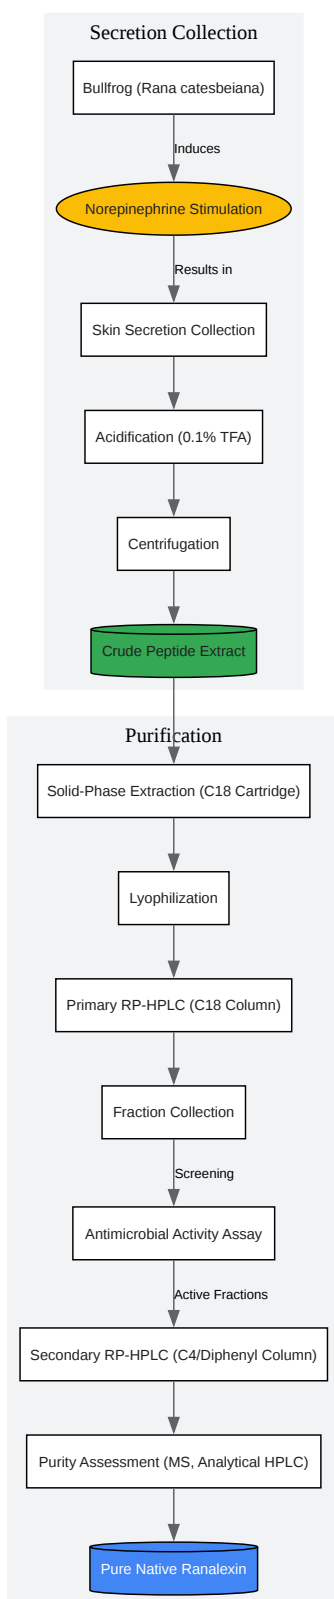 Secretion Collection
Bullfrog (Rana catesbeiana)
Induces
Norepinephrine Stimulation
Results in
Skin Secretion Collection
Acidification (0.1% TFA)
Centrifugation
Crude Peptide Extract
Purification
Solid-Phase Extraction (C18 Cartridge)
Lyophilization
Primary RP-HPLC (C18 Column)
Fraction Collection
Screening
Antimicrobial Activity Assay
Active Fractions
Secondary RP-HPLC (C4/Diphenyl Column)
Purity Assessment (MS, Analytical HPLC)
Pure Native Ranalexin